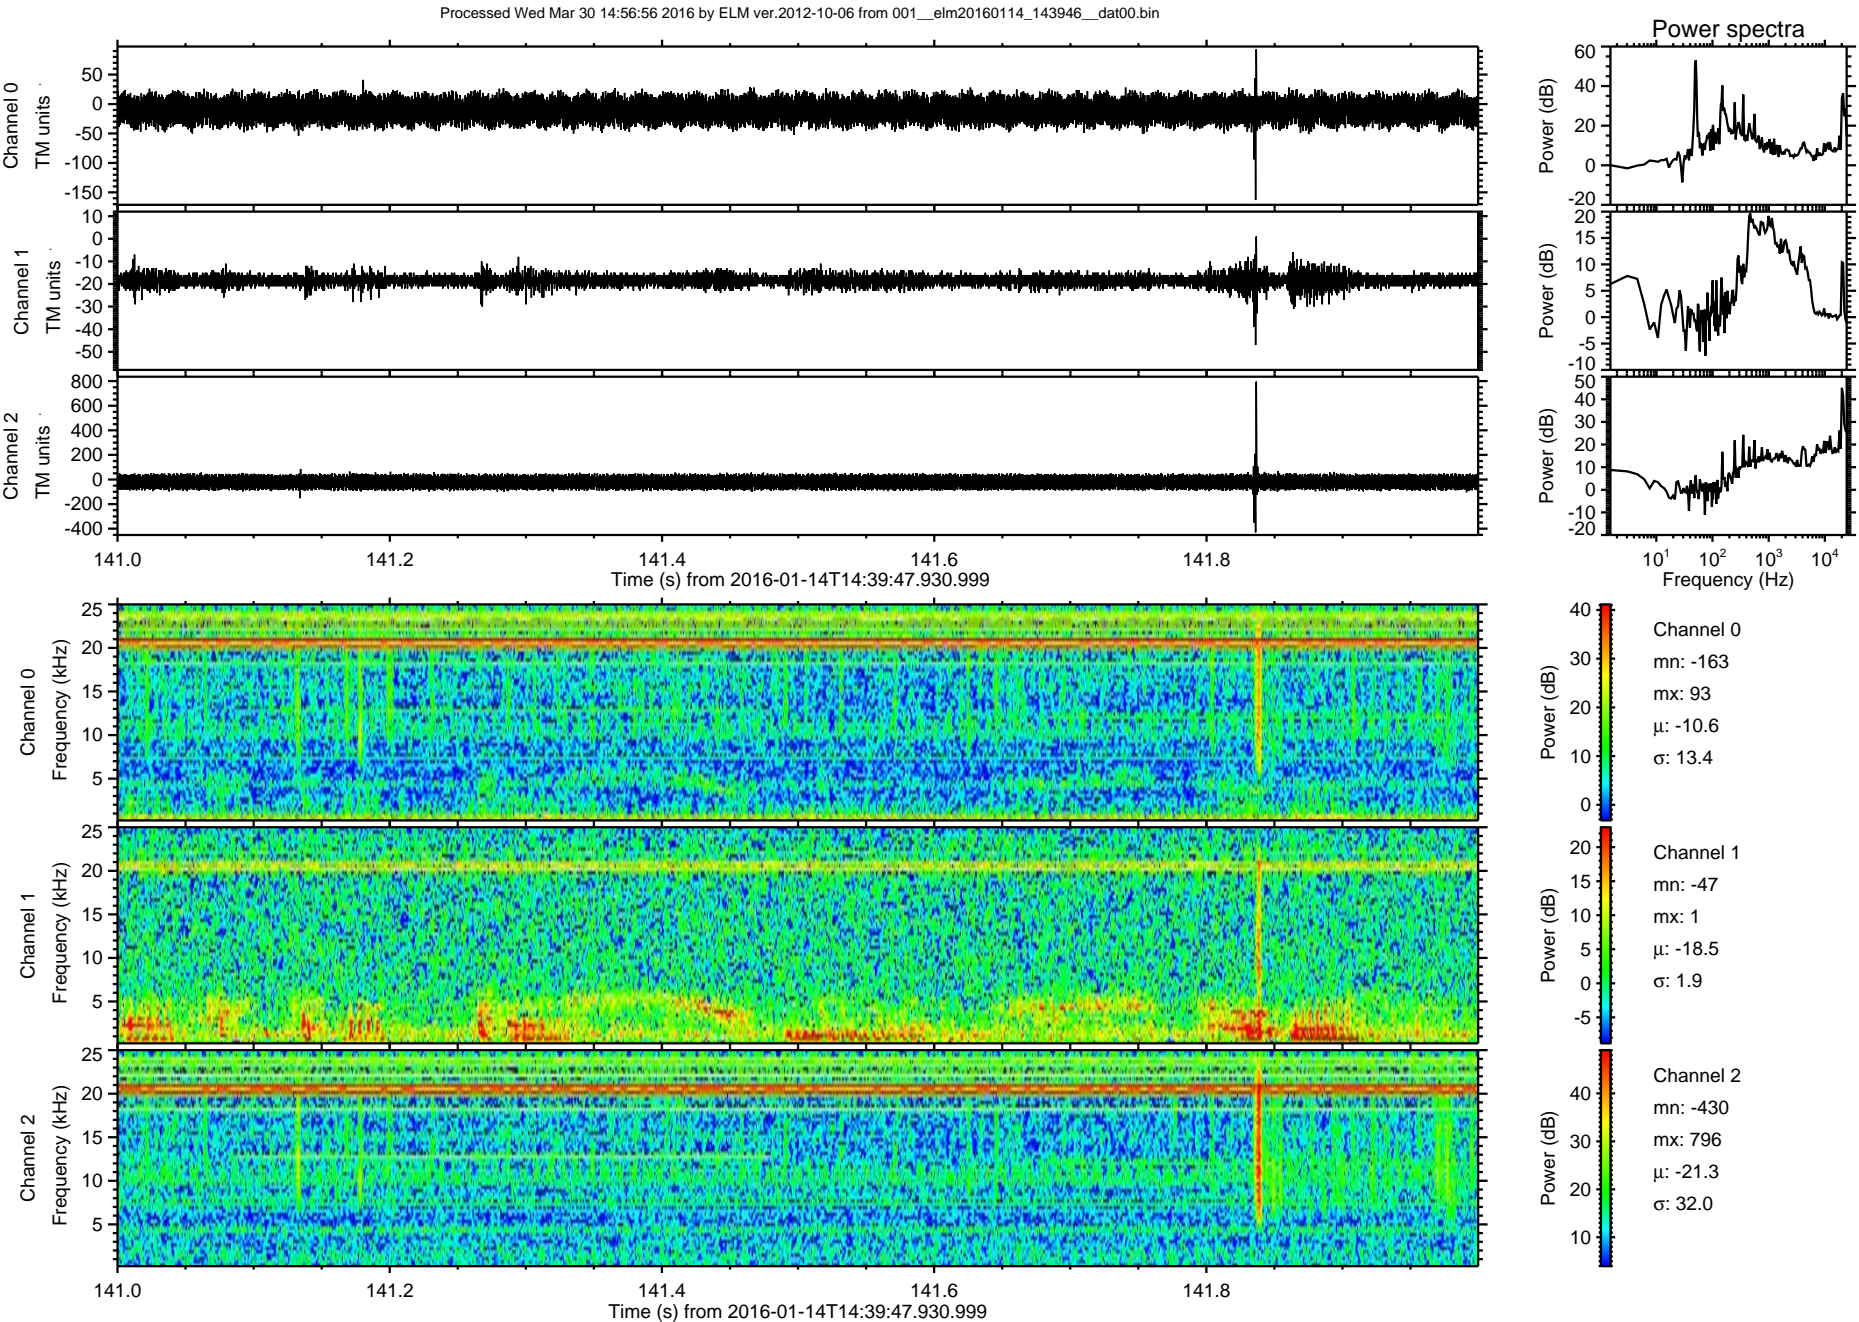 Processed Wed Mar 30 14:56:56 2016 by ELM ver.2012-10-06 from 001__elm20160114_143946__dat00.bin
Power spectra
Channel 0
TM units
50
0
-50
-100
-150
Power (dB)
60
40
20
0
-20
Channel 1
TM units
10
0
-10
-20
-30
-40
-50
Power (dB)
20
15
10
5
0
-5
-10
Channel 2
TM units
800
600
400
200
0
-200
-400
Power (dB)
50
40
30
20
10
0
-10
-20
141.0 141.2 141.4 141.6 141.8
Time (s) from 2016-01-14T14:39:47.930.999
10^1 10^2 10^3 10^4
Frequency (Hz)
Channel 0
Frequency (kHz)
25
20
15
10
5
Power (dB)
40
30
20
10
0
Channel 0
mn: -163
mx: 93
μ: -10.6
σ: 13.4
Channel 1
Frequency (kHz)
25
20
15
10
5
Power (dB)
20
15
10
5
0
-5
Channel 1
mn: -47
mx: 1
μ: -18.5
σ: 1.9
Channel 2
Frequency (kHz)
25
20
15
10
5
Power (dB)
40
30
20
10
Channel 2
mn: -430
mx: 796
μ: -21.3
σ: 32.0
141.0 141.2 141.4 141.6 141.8
Time (s) from 2016-01-14T14:39:47.930.999